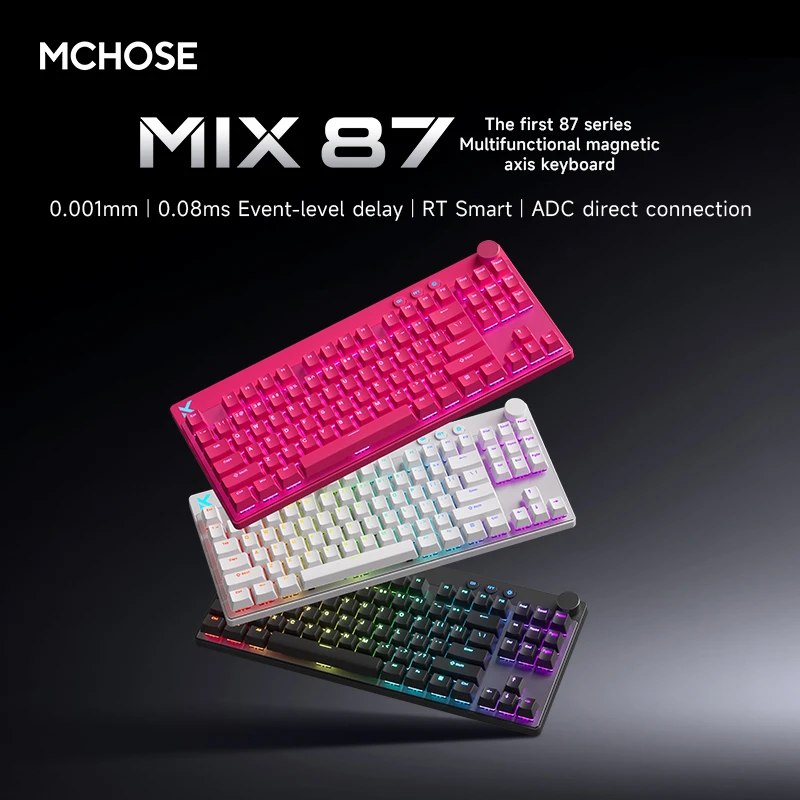 MCHOSE
MIX 87
The first 87 series
Multifunctional magnetic
axis keyboard
0.001mm | 0.08ms Event-level delay | RT Smart | ADC direct connection